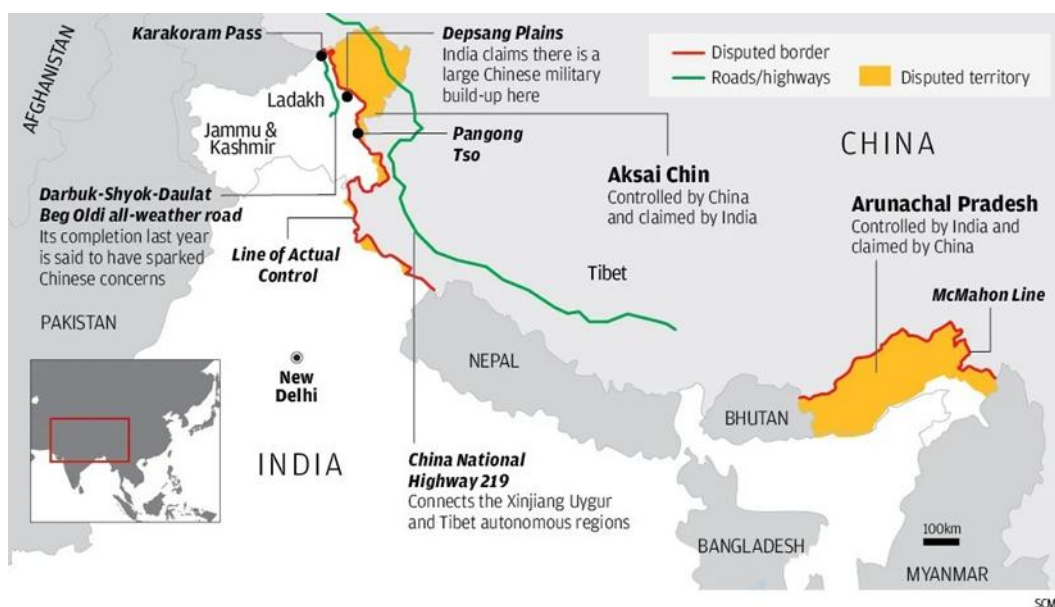 Karakoram Pass
Depsang Plains
India claims there is a
large Chinese military
build-up here
Disputed border
Roads/highways
Disputed territory
AFGHANISTAN
Ladakh
Jammu &
Kashmir
Pangong
Tso
CHINA
Aksai Chin
Controlled by China
and claimed by India
Arunachal Pradesh
Controlled by India and
claimed by China
Darbuk-Shyok-Daulat
Beg Oldi all-weather road
Its completion last year
is said to have sparked
Chinese concerns
Line of Actual
Control
Tibet
McMahon Line
PAKISTAN
New
Delhi
NEPAL
BHUTAN
INDIA
China National
Highway 219
Connects the Xinjiang Uygur
and Tibet autonomous regions
BANGLADESH
100km
MYANMAR
SCM